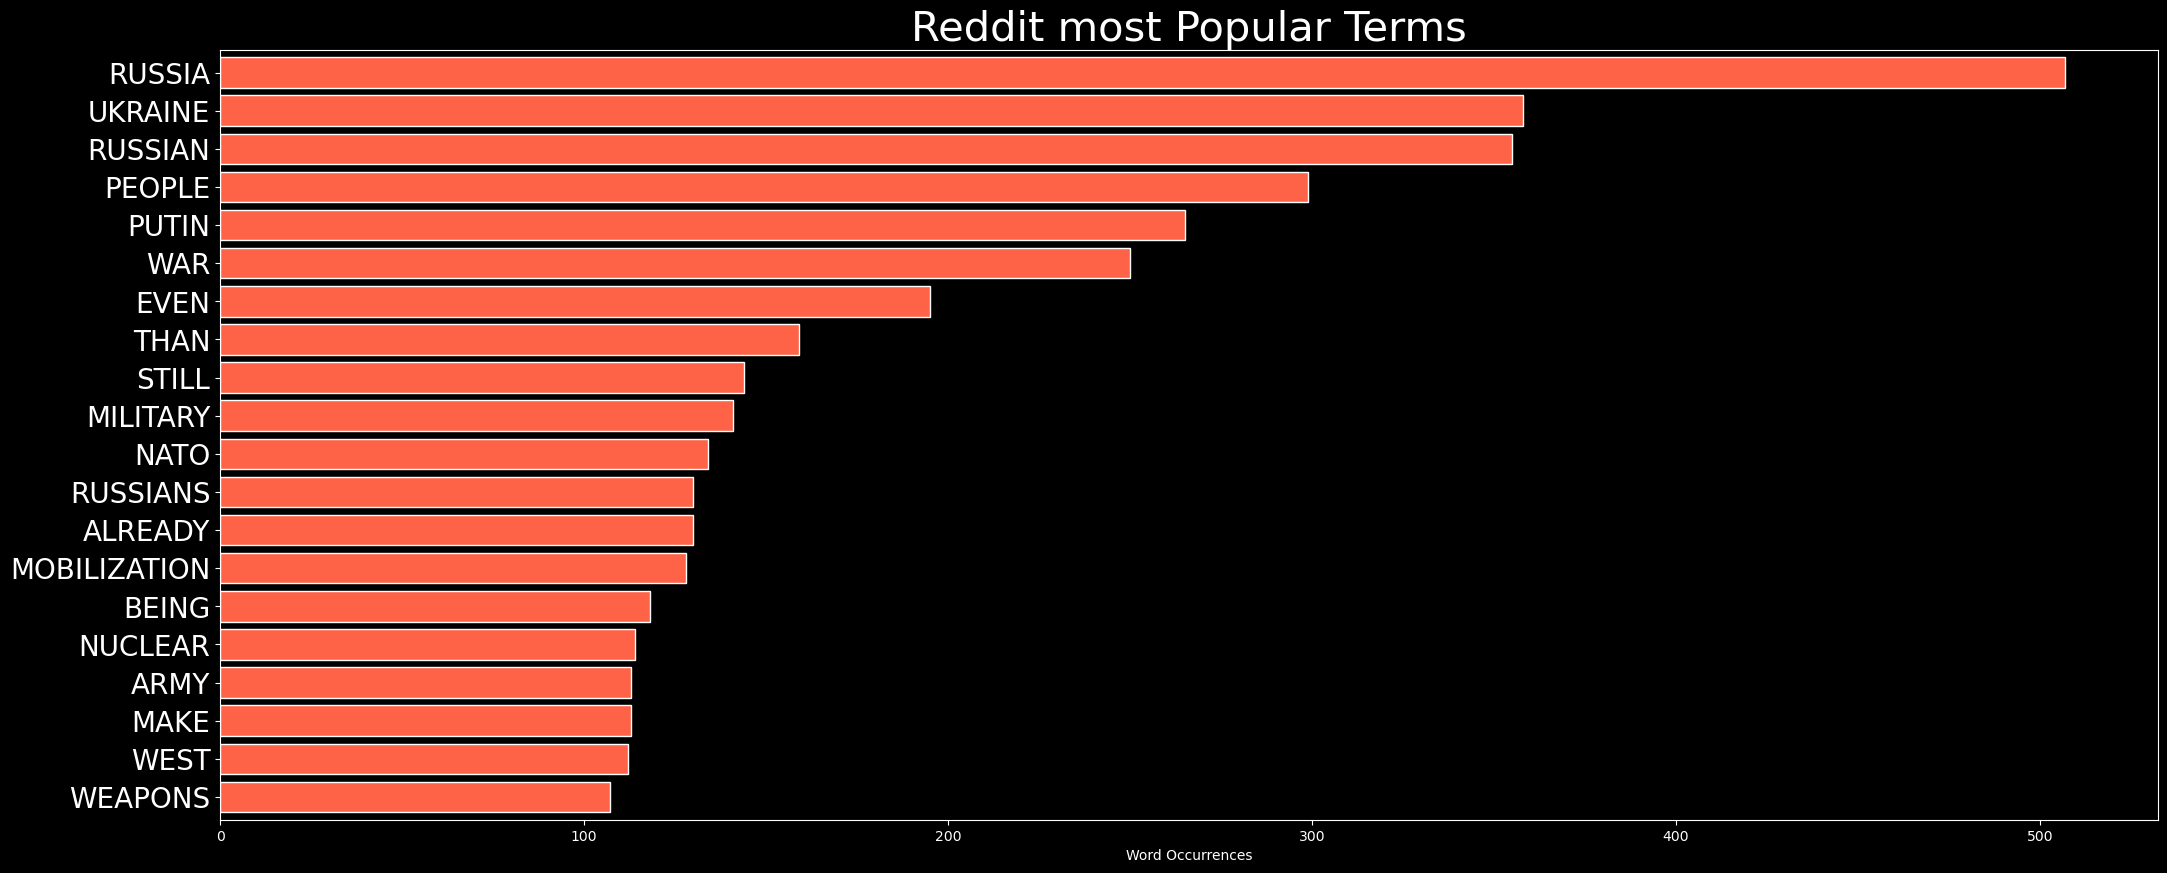 Reddit most Popular Terms
RUSSIA
UKRAINE
RUSSIAN
PEOPLE
PUTIN
WAR
EVEN
THAN
STILL
MILITARY
NATO
RUSSIANS
ALREADY
MOBILIZATION
BEING
NUCLEAR
ARMY
MAKE
WEST
WEAPONS
0 100 200 300 400 500
Word Occurrences